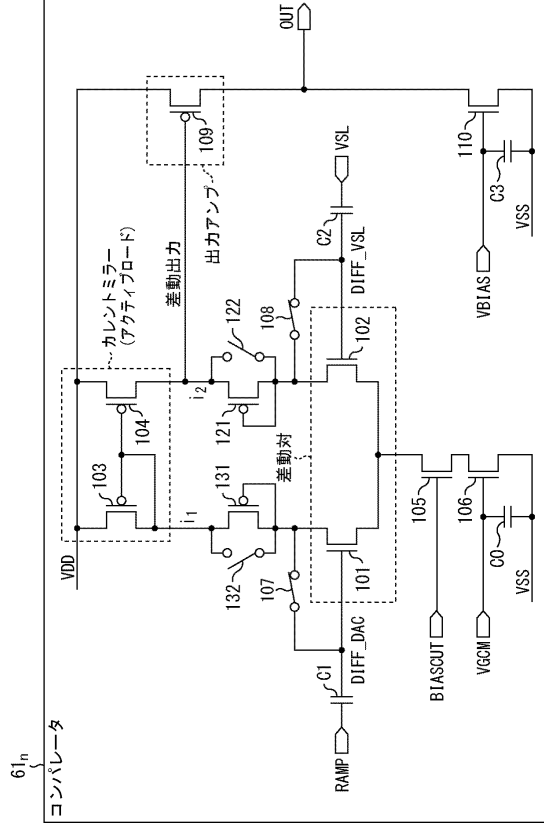 61n
コンパレータ
VDD
カレントミラー
(アクティブロード)
103
104
差動出力
出力アンプ
109
OUT
i1
i2
132
131
121
122
107
108
差動対
RAMP
C1
DIFF_DAC
101
102
DIFF_VSL
C2
VSL
BIASCUT
105
VGCM
106
C0
VSS
VBIAS
110
C3
VSS